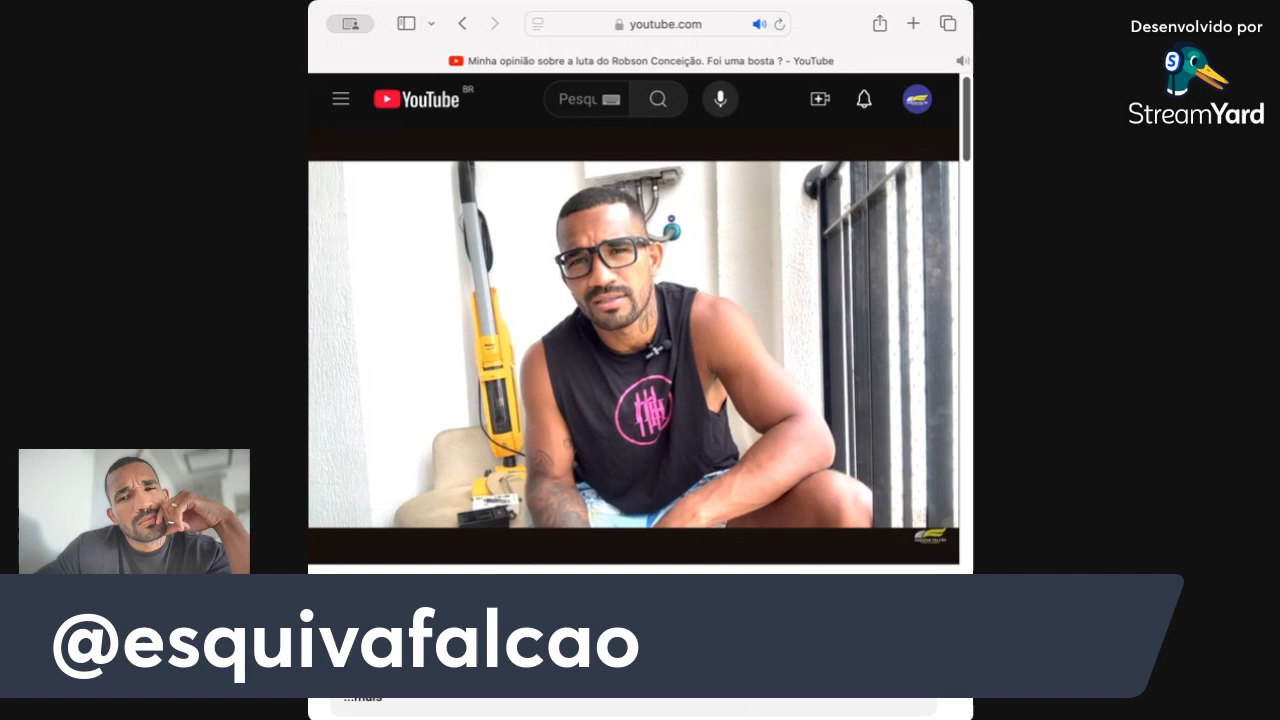 youtube.com
Minha opinião sobre a luta do Robson Conceição. Foi uma bosta ? - YouTube
YouTube
BR
Pesqu
Desenvolvido por
StreamYard
@esquivafalcao
...mais